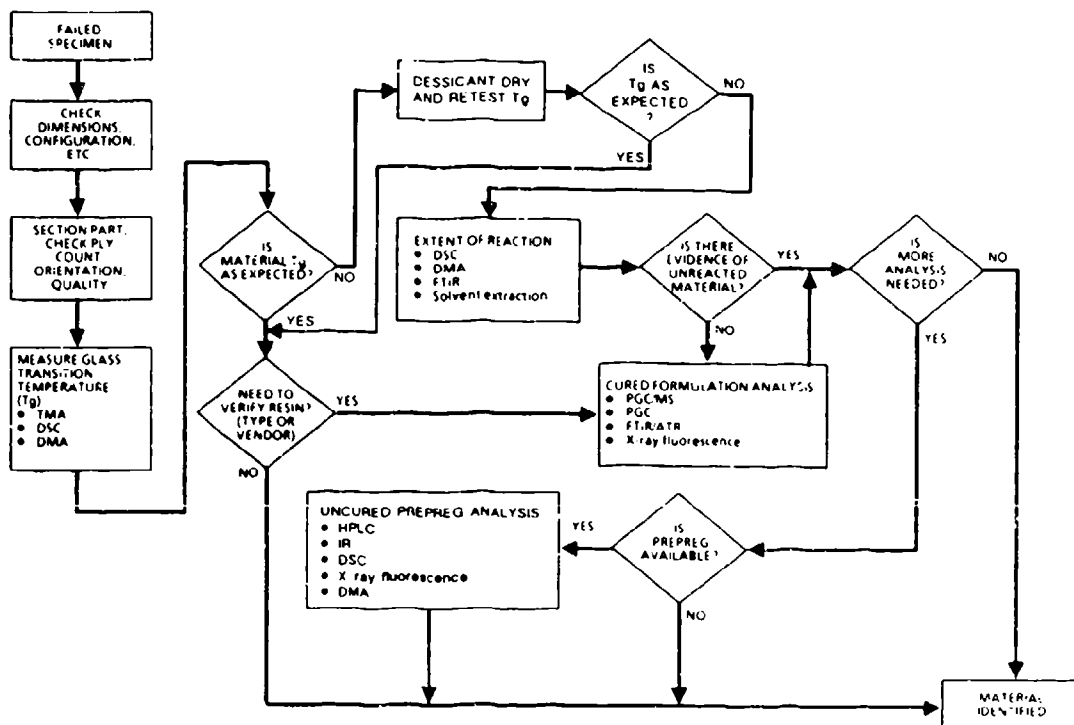 FAILED
SPECIMEN
CHECK
DIMENSIONS,
CONFIGURATION,
ETC
SECTION PART,
CHECK PLY
COUNT
ORIENTATION,
QUALITY
MEASURE GLASS
TRANSITION
TEMPERATURE
(Tg)
● TMA
● DSC
● DMA
IS
MATERIAL Tg
AS EXPECTED?
NO
YES
DESSICANT DRY
AND RETEST Tg
IS
Tg AS
EXPECTED
?
NO
YES
EXTENT OF REACTION
● DSC
● DMA
● FTIR
● Solvent extraction
IS THERE
EVIDENCE OF
UNREACTED
MATERIAL?
YES
NO
IS
MORE
ANALYSIS
NEEDED?
NO
YES
NEED TO
VERIFY RESIN?
(TYPE OR
VENDOR)
YES
NO
CURED FORMULATION ANALYSIS
● PGC/MS
● PGC
● FTIR/ATR
● X-ray fluorescence
UNCURED PREPREG ANALYSIS
● HPLC
● IR
● DSC
● X-ray fluorescence
● DMA
YES
IS
PREPREG
AVAILABLE?
NO
MATERIAL
IDENTIFIED